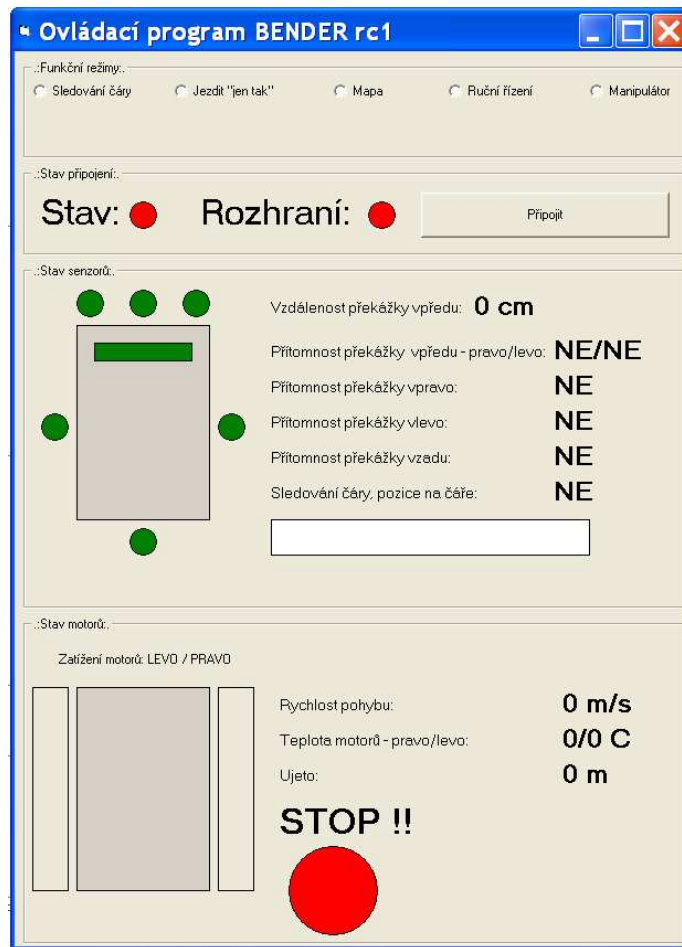 Ovládací program BENDER rc1
.:Funkční režimy:.
Sledování čáry Jezdit "jen tak" Mapa Ruční řízení Manipulátor
.:Stav připojení:.
Stav: Rozhraní: Připojit
.:Stav senzorů:.
Vzdálenost překážky vpředu: 0 cm
Přítomnost překážky vpředu - pravo/levo: NE/NE
Přítomnost překážky vpravo: NE
Přítomnost překážky vlevo: NE
Přítomnost překážky vzadu: NE
Sledování čáry, pozice na čáře: NE
.:Stav motorů:.
Zatížení motorů: LEVO / PRAVO
Rychlost pohybu: 0 m/s
Teplota motorů - pravo/levo: 0/0 C
Ujeto: 0 m
STOP !!